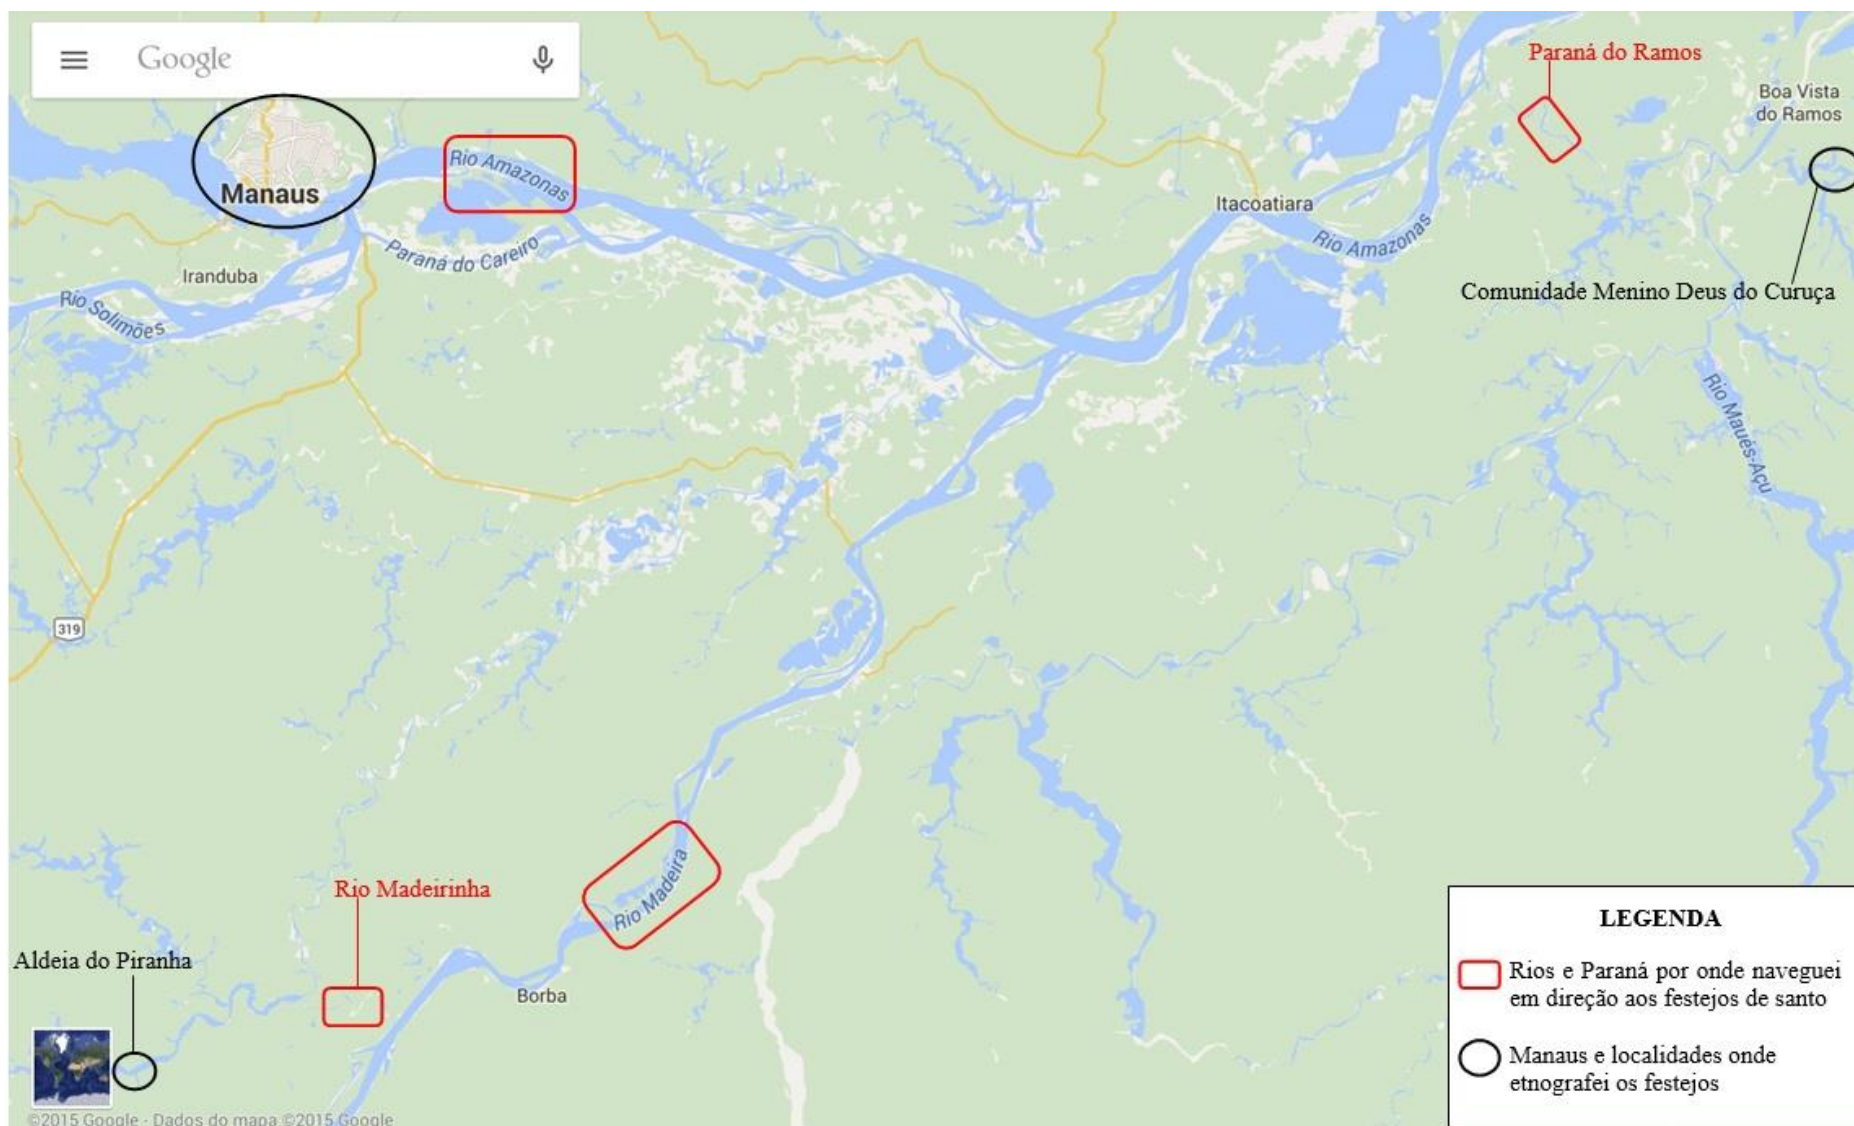 Google
Paraná do Ramos
Boa Vista
do Ramos
Rio Amazonas
Manaus
Itacoatiara
Rio Amazonas
Paraná do Careiro
Iranduba
Comunidade Menino Deus do Curuça
Rio Solimões
Rio Maués-Açu
319
Rio Madeira
Rio Madeirinha
Aldeia do Piranha
Borba
LEGENDA
Rios e Paraná por onde naveguei
em direção aos festejos de santo
Manaus e localidades onde
etnografei os festejos
©2015 Google - Dados do mapa ©2015 Google